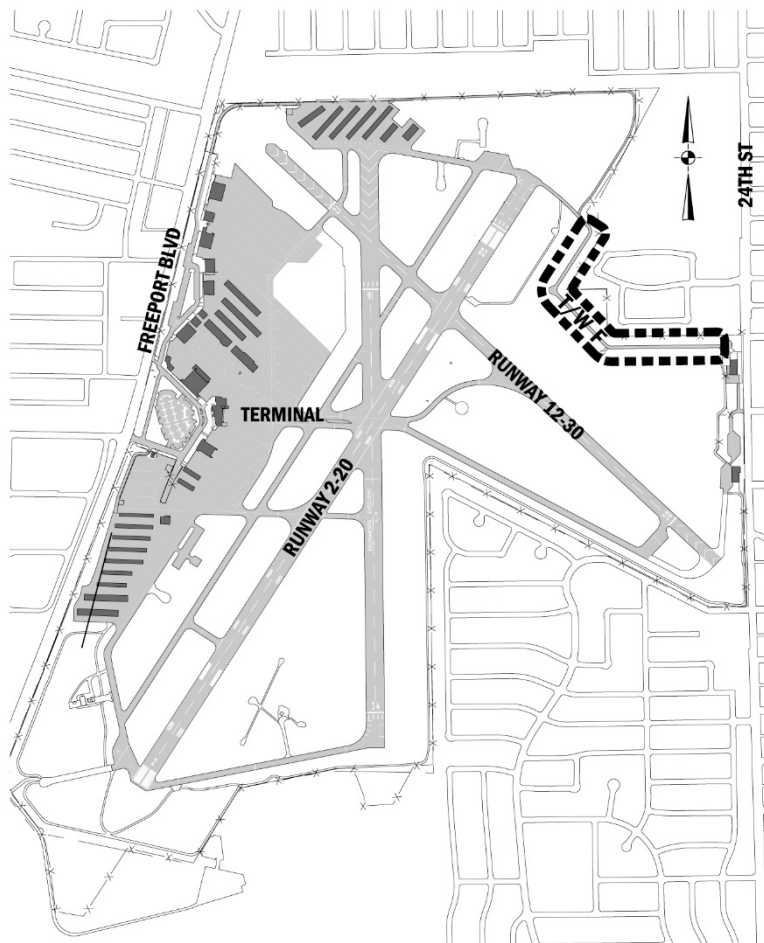 24TH ST
FREEPORT BLVD
T/W F
RUNWAY 12-30
TERMINAL
RUNWAY 2-20